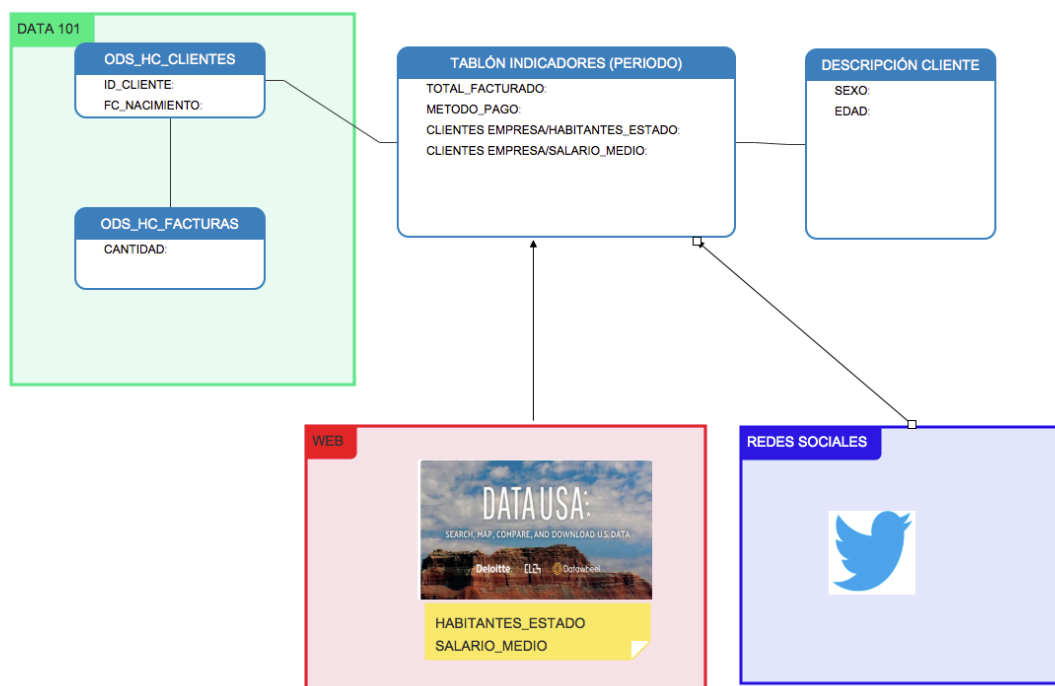 DATA 101
ODS_HC_CLIENTES
ID_CLIENTE:
FC_NACIMIENTO:
ODS_HC_FACTURAS
CANTIDAD:
TABLÓN INDICADORES (PERIODO)
TOTAL_FACTURADO:
METODO_PAGO:
CLIENTES EMPRESA/HABITANTES_ESTADO:
CLIENTES EMPRESA/SALARIO_MEDIO:
DESCRIPCIÓN CLIENTE
SEXO:
EDAD:
WEB
DATA USA:
SEARCH, MAP, COMPARE, AND DOWNLOAD U.S. DATA
Deloitte. Datawheel
HABITANTES_ESTADO
SALARIO_MEDIO
REDES SOCIALES